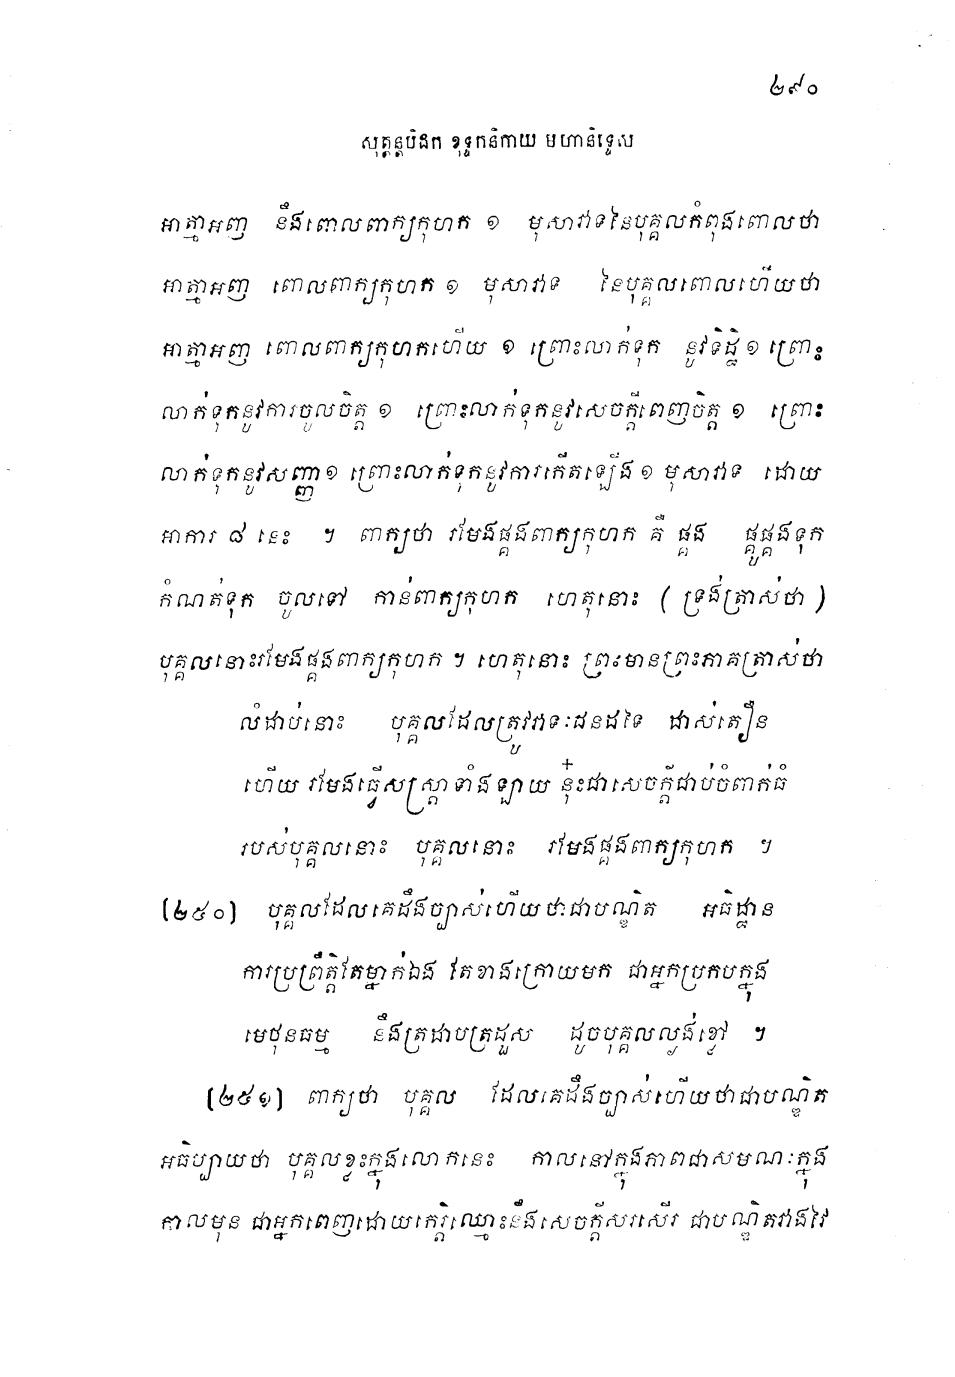 ២៩០
សុត្តន្តបិដក ខុទ្ទកនិកាយ មហានិទ្ទេស
អាត្មាអញ នឹងពោលពាក្យកុហក ១ មុសាវាទនៃបុគ្គលកំពុងពោលថា
អាត្មាអញ ពោលពាក្យកុហក ១ មុសាវាទ នៃបុគ្គលពោលហើយថា
អាត្មាអញ ពោលពាក្យកុហកហើយ ១ ព្រោះលាក់ទុក នូវទិដ្ឋិ ១ ព្រោះ
លាក់ទុកនូវការចូលចិត្ត ១ ព្រោះលាក់ទុកនូវសេចក្តីពេញចិត្ត ១ ព្រោះ
លាក់ទុកនូវសញ្ញា ១ ព្រោះលាក់ទុកនូវការកើតឡើង ១ មុសាវាទ ដោយ
អាការ ៨ នេះ ។ ពាក្យថា រមែងផ្គងពាក្យកុហក គឺ ផ្គង ផ្គូផ្គងទុក
កំណត់ទុក ចូលទៅ កាន់ពាក្យកុហក ហេតុនោះ ( ទ្រង់ត្រាស់ថា )
បុគ្គលនោះរមែងផ្គងពាក្យកុហក ។ ហេតុនោះ ព្រះមានព្រះភាគត្រាស់ថា
លំដាប់នោះ បុគ្គលដែលត្រូវវាទៈដនដទៃ ដាស់តឿន
ហើយ រមែងធ្វើសស្ត្រាទាំងឡាយ នុ៎ះជាសេចក្តីជាប់ចំពាក់ធំ
របស់បុគ្គលនោះ បុគ្គលនោះ រមែងផ្គងពាក្យកុហក ។
(២៥០) បុគ្គលដែលគេដឹងច្បាស់ហើយថាជាបណ្ឌិត អធិដ្ឋាន
ការប្រព្រឹត្តិតែម្នាក់ឯង តែខាងក្រោយមក ជាអ្នកប្រកបក្នុង
មេថុនធម្ម នឹងត្រដាបត្រដួស ដូចបុគ្គលល្ងង់ខ្លៅ ។
(២៥១) ពាក្យថា បុគ្គល ដែលគេដឹងច្បាស់ហើយថាជាបណ្ឌិត
អធិប្បាយថា បុគ្គលខ្លះក្នុងលោកនេះ កាលនៅក្នុងភាពជាសមណៈក្នុង
កាលមុន ជាអ្នកពេញដោយកេរ្តិ៍ឈ្មោះនឹងសេចក្តីសរសើរ ជាបណ្ឌិតវាងវៃ